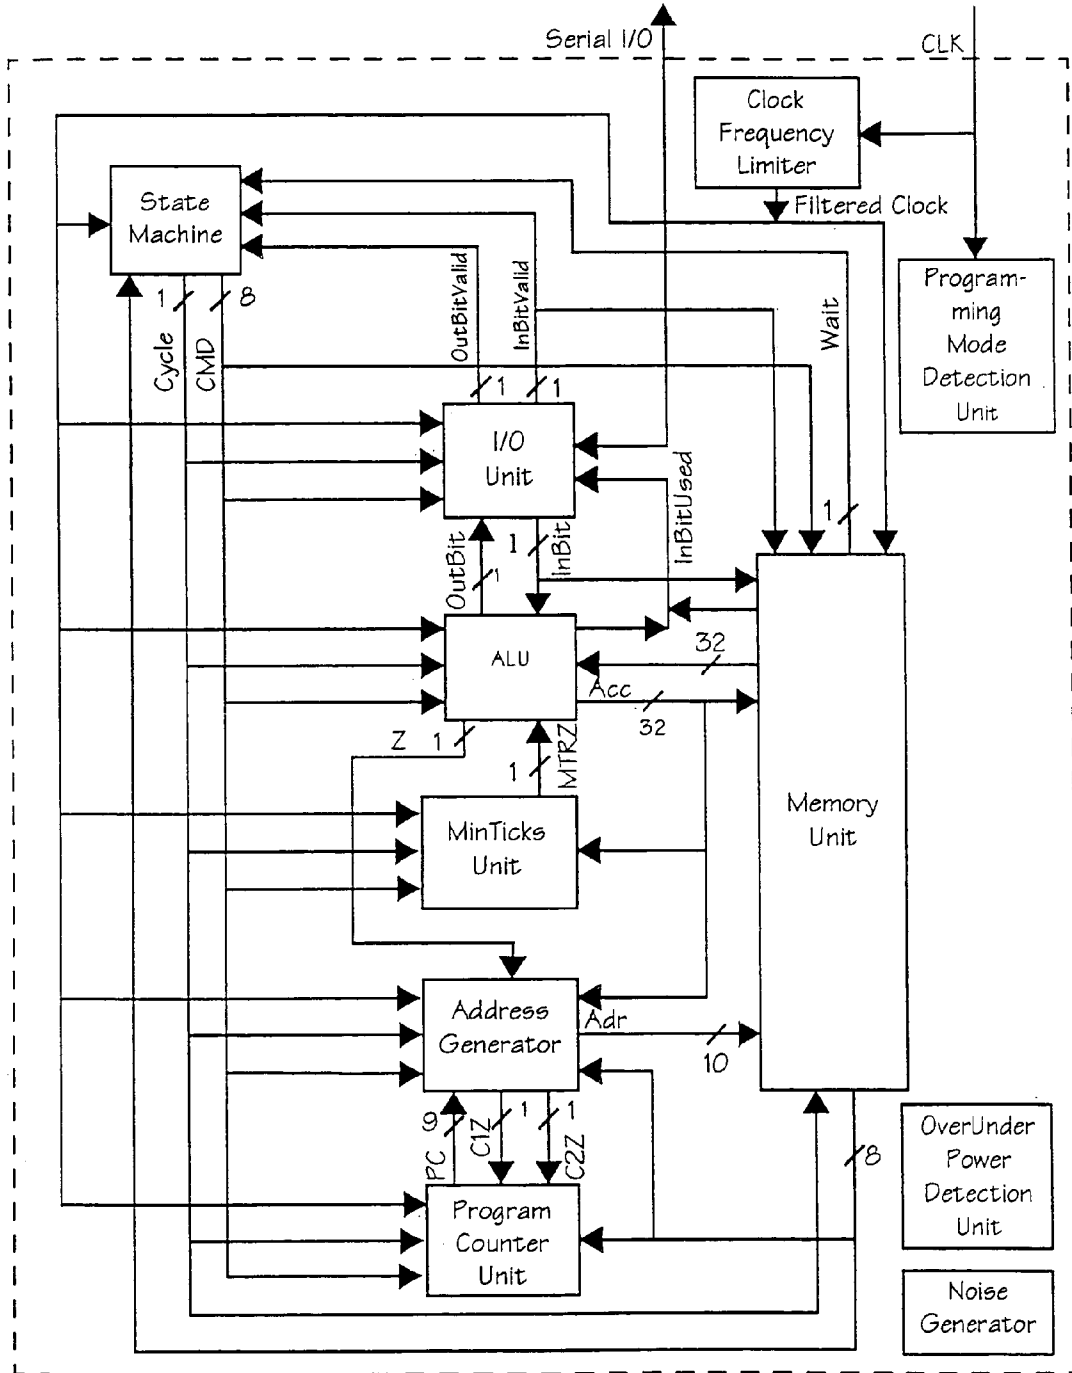 Serial I/O
CLK
Clock
Frequency
Limiter
Filtered Clock
State
Machine
Program-
ming
Mode
Detection
Unit
1
8
Cycle
CMD
OutBitValid
InBitValid
Wait
1
1
I/O
Unit
1
InBitUsed
OutBit
1
1
InBit
ALU
32
Acc
32
Z
1
1
MTRZ
MinTicks
Unit
Memory
Unit
Address
Generator
Adr
10
9
PC
C1Z
1
1
C2Z
8
OverUnder
Power
Detection
Unit
Program
Counter
Unit
Noise
Generator